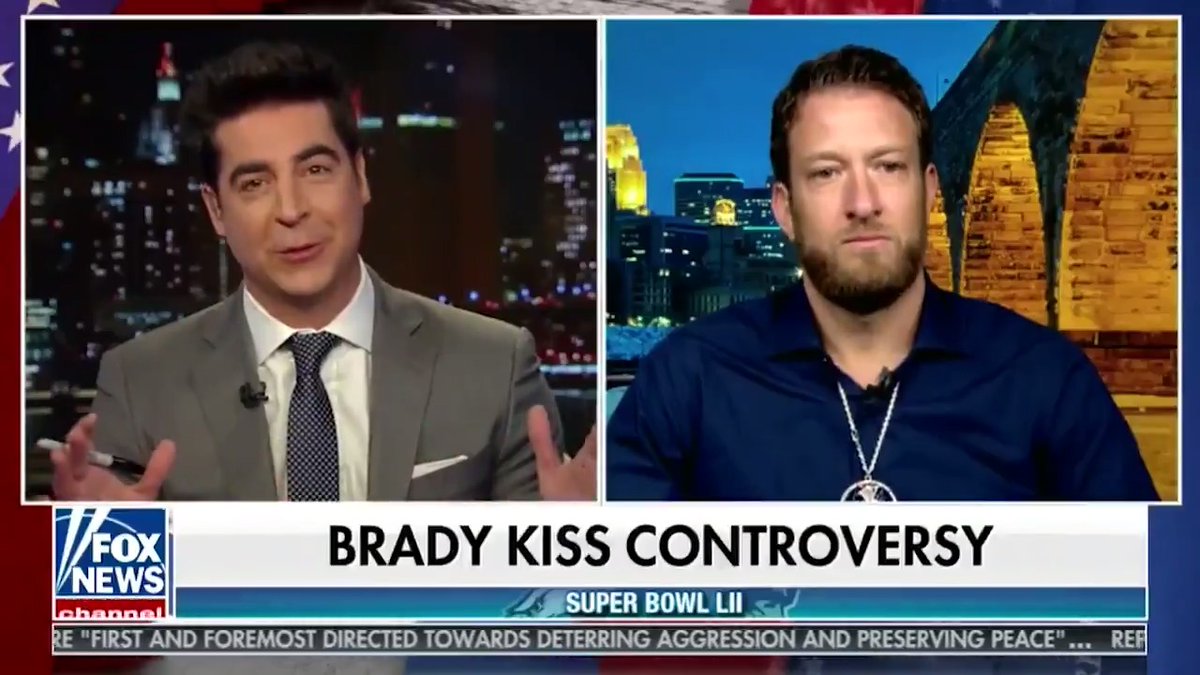 BRADY KISS CONTROVERSY
FOX
NEWS
channel
SUPER BOWL LII
RE "FIRST AND FOREMOST DIRECTED TOWARDS DETERRING AGGRESSION AND PRESERVING PEACE"... REP